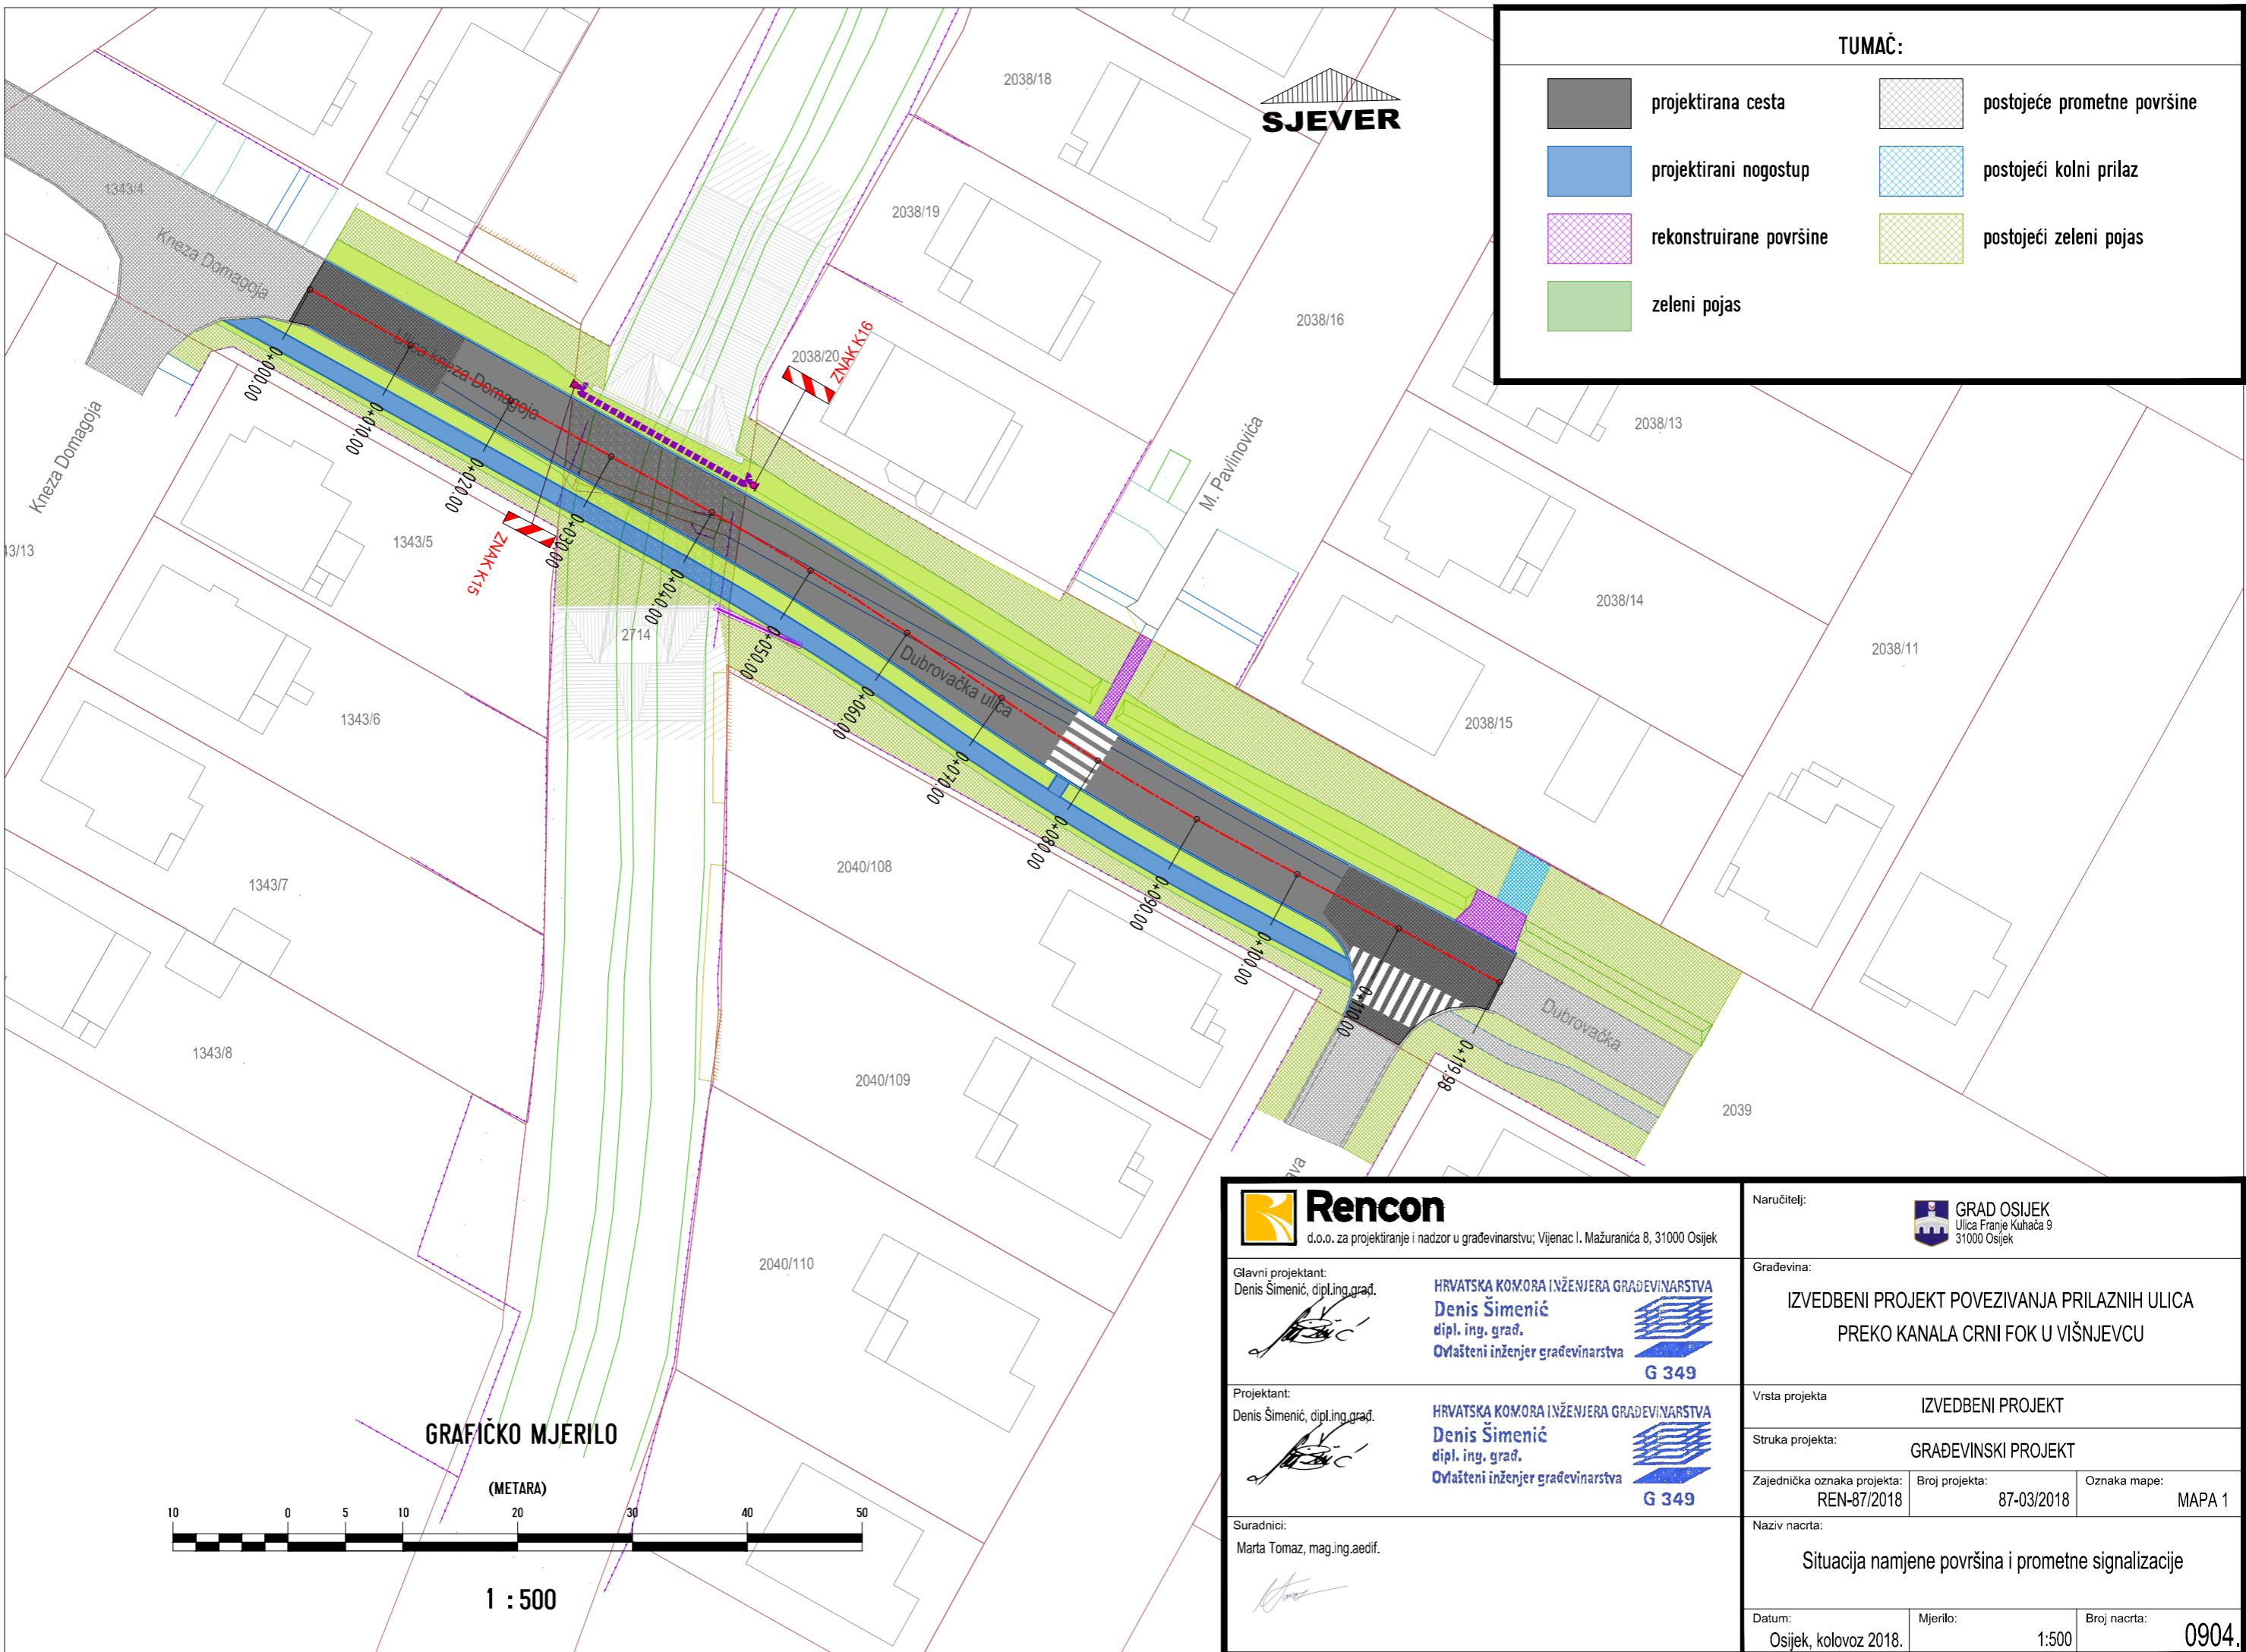 TUMAČ:
projektirana cesta
postojeće prometne površine
projektirani nogostup
postojeći kolni prilaz
rekonstruirane površine
postojeći zeleni pojas
zeleni pojas
SJEVER
2038/18
2038/19
2038/20
2038/16
2038/13
2038/14
2038/11
2038/15
2039
1343/4
43/13
1343/5
1343/6
1343/7
1343/8
2714
2040/108
2040/109
2040/110
Kneza Domagoja
Kneza Domagoja
Ulica kneza Domagoja
Dubrovačka ulica
Dubrovačka
M. Pavlinovića
ZNAK K16
ZNAK K15
0+000.00
0+010.00
0+020.00
0+030.00
0+040.00
0+050.00
0+060.00
0+070.00
0+080.00
0+090.00
0+100.00
0+110.00
0+119.98
GRAFIČKO MJERILO
(METARA)
10 0 5 10 20 30 40 50
1 : 500
Rencon
d.o.o. za projektiranje i nadzor u građevinarstvu; Vijenac I. Mažuranića 8, 31000 Osijek
Naručitelj:
GRAD OSIJEK
Ulica Franje Kuhača 9
31000 Osijek
Glavni projektant:
Denis Šimenić, dipl.ing.građ.
HRVATSKA KOMORA INŽENJERA GRAĐEVINARSTVA
Denis Šimenić
dipl. ing. građ.
Ovlašteni inženjer građevinarstva
G 349
Građevina:
IZVEDBENI PROJEKT POVEZIVANJA PRILAZNIH ULICA
PREKO KANALA CRNI FOK U VIŠNJEVCU
Projektant:
Denis Šimenić, dipl.ing.građ.
HRVATSKA KOMORA INŽENJERA GRAĐEVINARSTVA
Denis Šimenić
dipl. ing. građ.
Ovlašteni inženjer građevinarstva
G 349
Vrsta projekta
IZVEDBENI PROJEKT
Struka projekta:
GRAĐEVINSKI PROJEKT
Zajednička oznaka projekta:
REN-87/2018
Broj projekta:
87-03/2018
Oznaka mape:
MAPA 1
Suradnici:
Marta Tomaz, mag.ing.aedif.
Naziv nacrta:
Situacija namjene površina i prometne signalizacije
Datum:
Osijek, kolovoz 2018.
Mjerilo:
1:500
Broj nacrta:
0904.